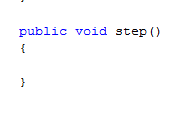 public void step()
{
}